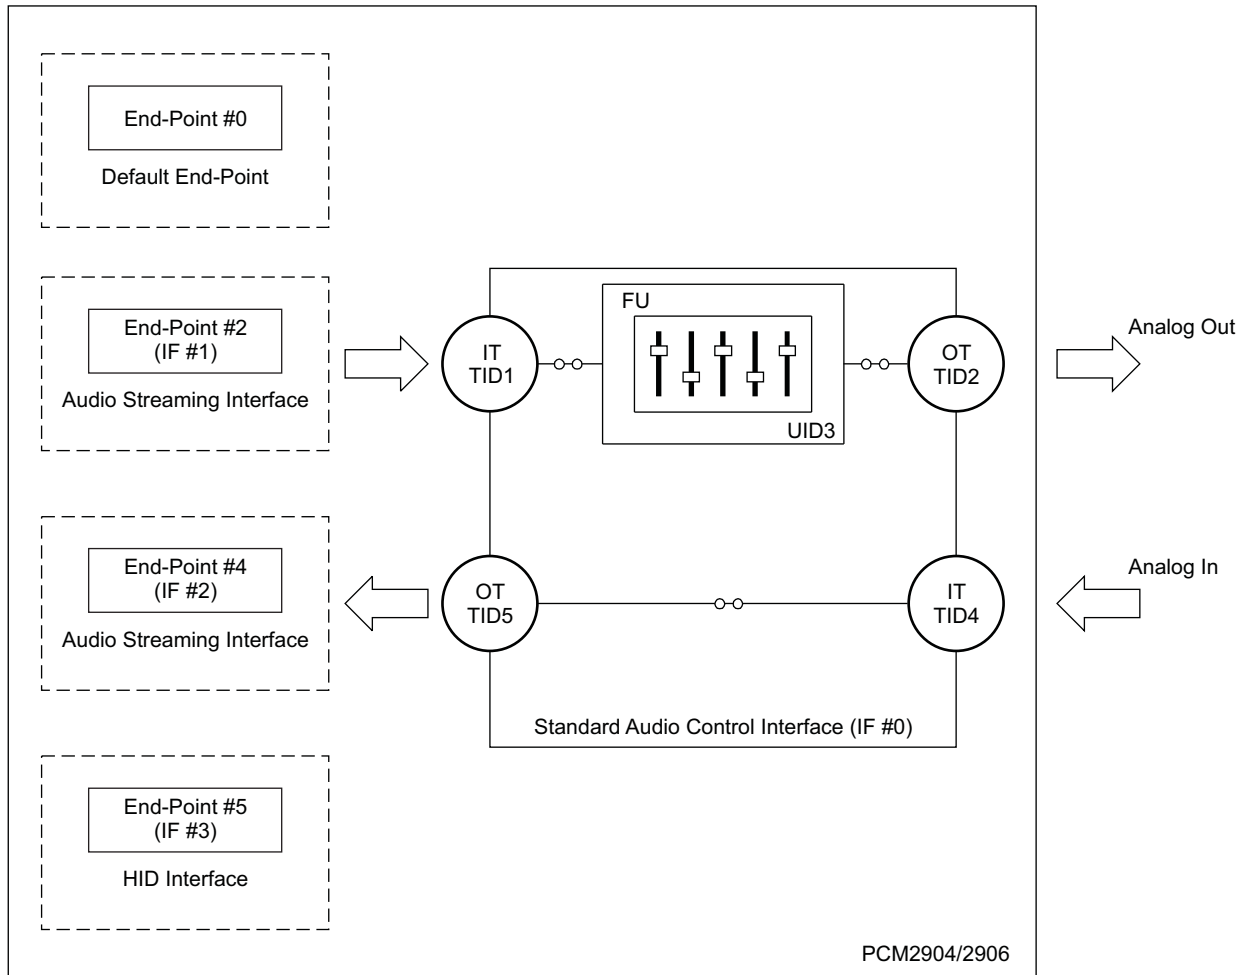 End-Point #0
Default End-Point
End-Point #2
(IF #1)
Audio Streaming Interface
IT
TID1
FU
UID3
OT
TID2
Analog Out
End-Point #4
(IF #2)
Audio Streaming Interface
OT
TID5
IT
TID4
Analog In
Standard Audio Control Interface (IF #0)
End-Point #5
(IF #3)
HID Interface
PCM2904/2906